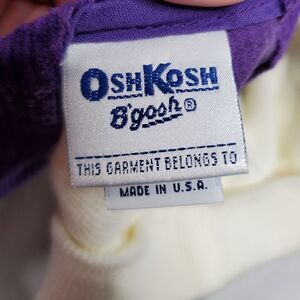 OSHKOSH
B'gosh®
THIS GARMENT BELONGS TO
MADE IN U.S.A.